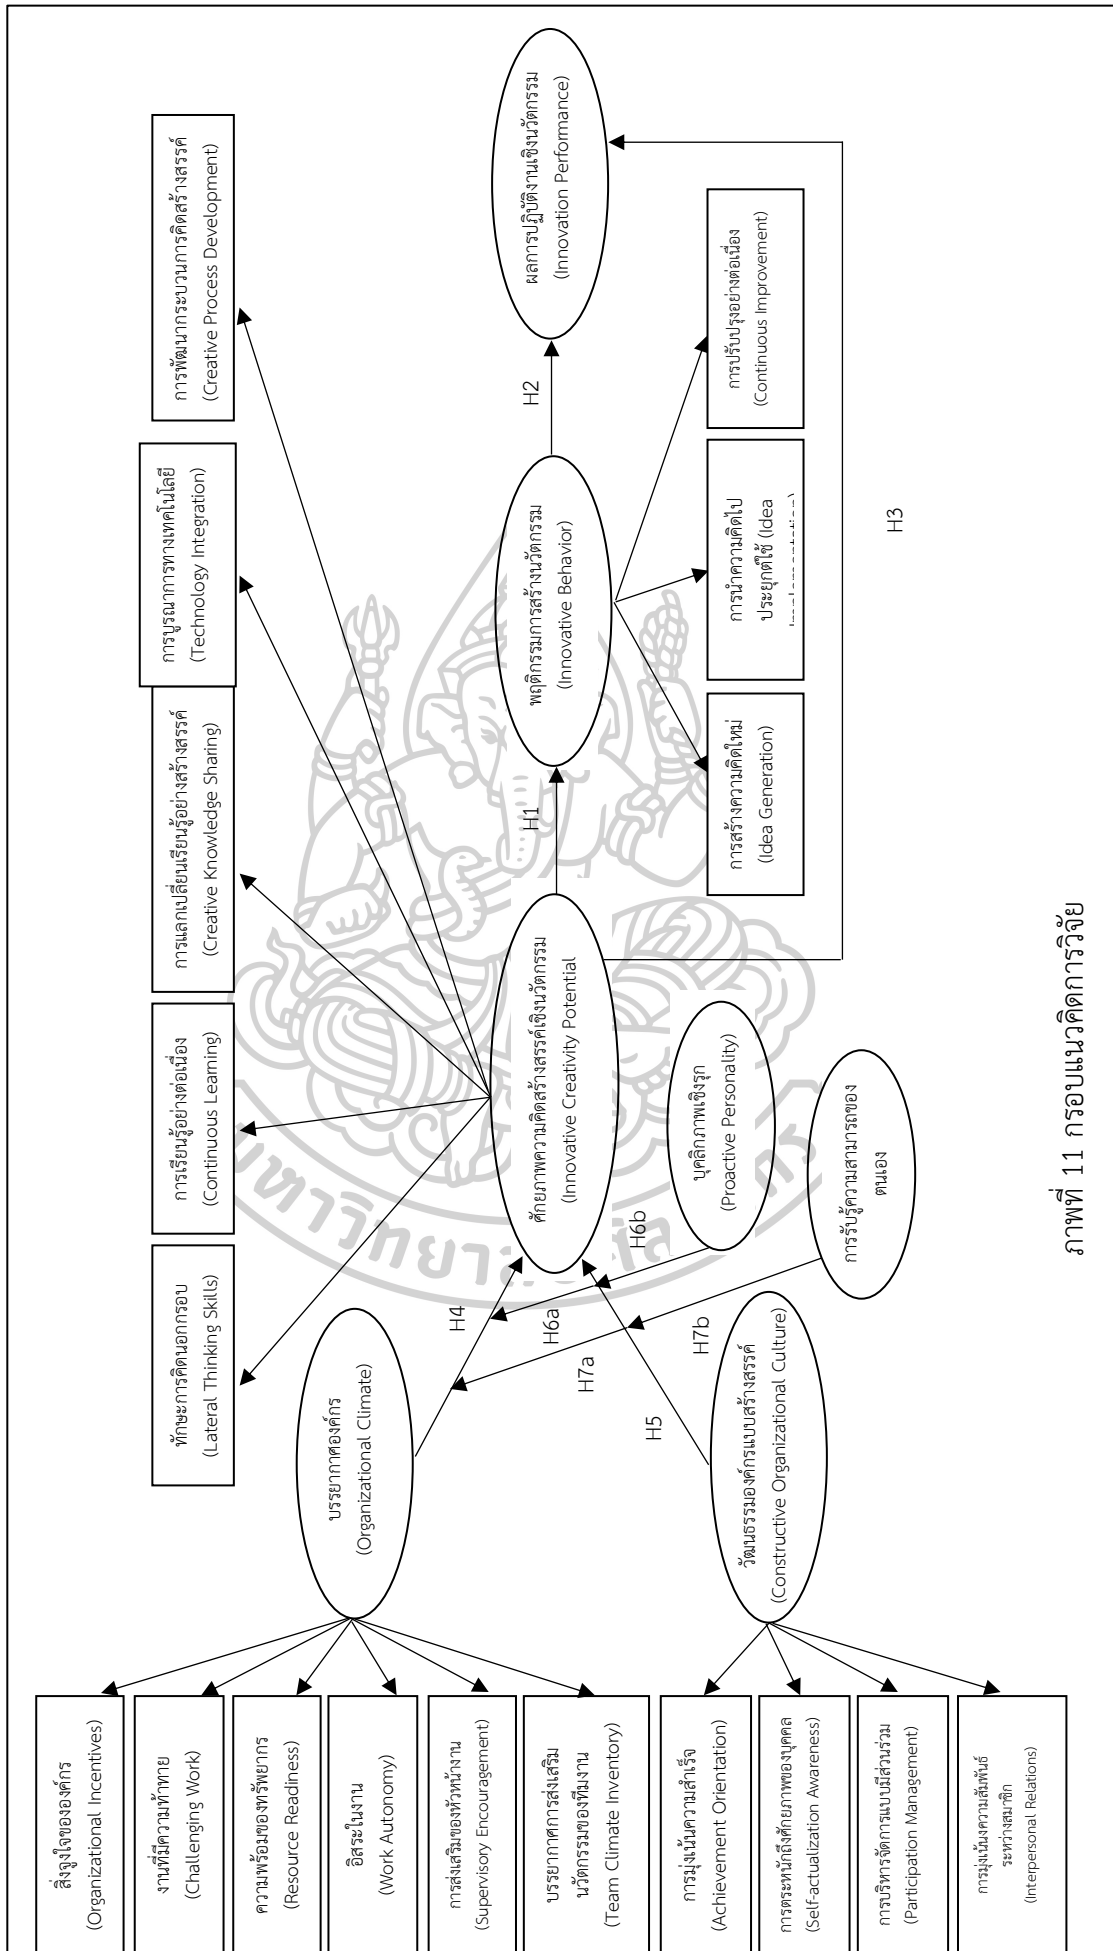 สิ่งจูงใจขององค์กร
(Organizational Incentives)
งานที่มีความท้าทาย
(Challenging Work)
ความพร้อมของทรัพยากร
(Resource Readiness)
อิสระในงาน
(Work Autonomy)
การส่งเสริมของหัวหน้างาน
(Supervisory Encouragement)
บรรยากาศการส่งเสริม
นวัตกรรมของทีมงาน
(Team Climate Inventory)
การมุ่งเน้นความสำเร็จ
(Achievement Orientation)
การตระหนักถึงศักยภาพของบุคคล
(Self-actualization Awareness)
การบริหารจัดการแบบมีส่วนร่วม
(Participation Management)
การมุ่งเน้นความสัมพันธ์
ระหว่างสมาชิก
(Interpersonal Relations)
บรรยากาศองค์กร
(Organizational Climate)
วัฒนธรรมองค์กรแบบสร้างสรรค์
(Constructive Organizational Culture)
H4
H6a
H6b
H7a
H7b
H5
ทักษะการคิดนอกกรอบ
(Lateral Thinking Skills)
การเรียนรู้อย่างต่อเนื่อง
(Continuous Learning)
การแลกเปลี่ยนเรียนรู้อย่างสร้างสรรค์
(Creative Knowledge Sharing)
การบูรณาการทางเทคโนโลยี
(Technology Integration)
การพัฒนากระบวนการคิดสร้างสรรค์
(Creative Process Development)
ศักยภาพความคิดสร้างสรรค์เชิงนวัตกรรม
(Innovative Creativity Potential
บุคลิกภาพเชิงรุก
(Proactive Personality)
การรับรู้ความสามารถของ
ตนเอง
H1
พฤติกรรมการสร้างนวัตกรรม
(Innovative Behavior)
H2
ผลการปฏิบัติงานเชิงนวัตกรรม
(Innovation Performance)
การสร้างความคิดใหม่
(Idea Generation)
การนำความคิดไป
ประยุกต์ใช้ (Idea
Implementation)
การปรับปรุงอย่างต่อเนื่อง
(Continuous Improvement)
H3
ภาพที่ 11 กรอบแนวคิดการวิจัย